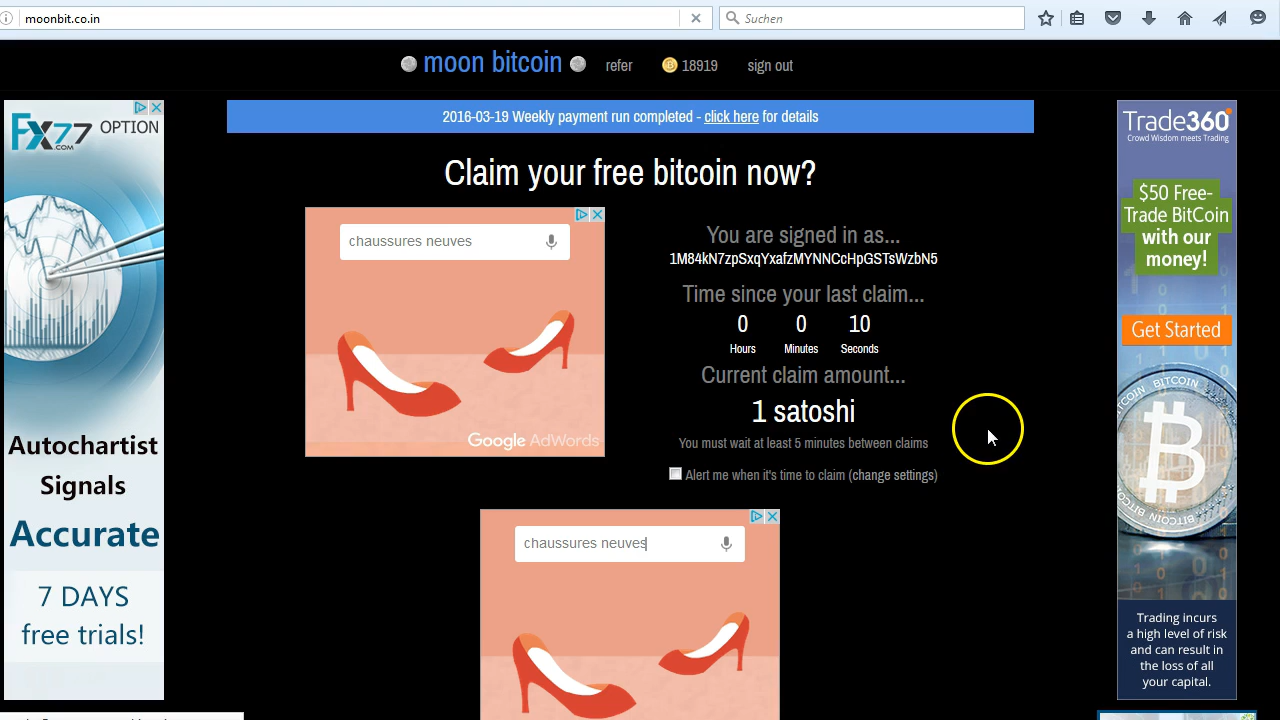 moonbit.co.in
Suchen
moon bitcoin
refer
18919
sign out
2016-03-19 Weekly payment run completed - click here for details
Claim your free bitcoin now?
FX77
.COM
OPTION
Autochartist
Signals
Accurate
7 DAYS
free trials!
chaussures neuves
Google AdWords
You are signed in as...
1M84kN7zpSxqYxafzMYNNCcHpGSTsWzbN5
Time since your last claim...
0 0 10
Hours Minutes Seconds
Current claim amount...
1 satoshi
You must wait at least 5 minutes between claims
Alert me when it's time to claim (change settings)
chaussures neuves
Trade360
Crowd Wisdom meets Trading
$50 Free-
Trade BitCoin
with our
money!
Get Started
BITCOIN
BITCOIN
Trading incurs
a high level of risk
and can result in
the loss of all
your capital.